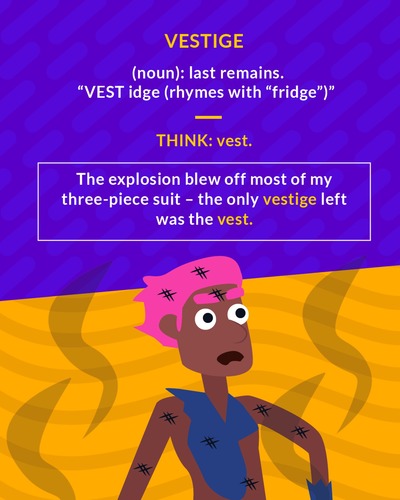 VESTIGE
(noun): last remains.
“VEST idge (rhymes with “fridge”)”
THINK: vest.
The explosion blew off most of my
three-piece suit – the only vestige left
was the vest.